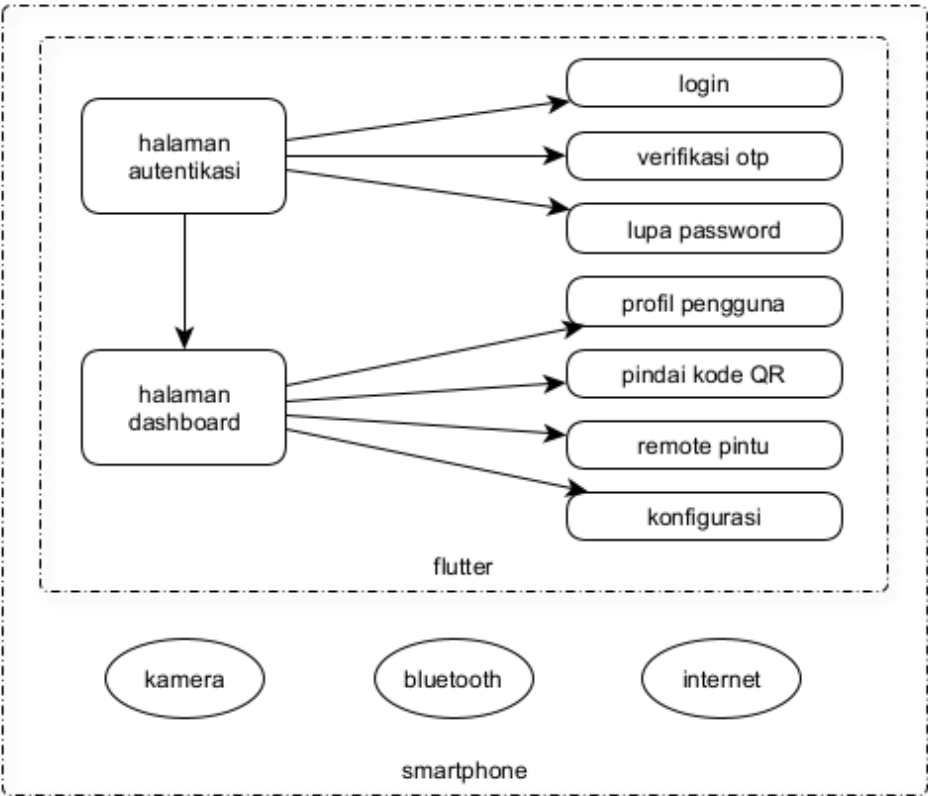 halaman
autentikasi
login
verifikasi otp
lupa password
halaman
dashboard
profil pengguna
pindai kode QR
remote pintu
konfigurasi
flutter
kamera
bluetooth
internet
smartphone